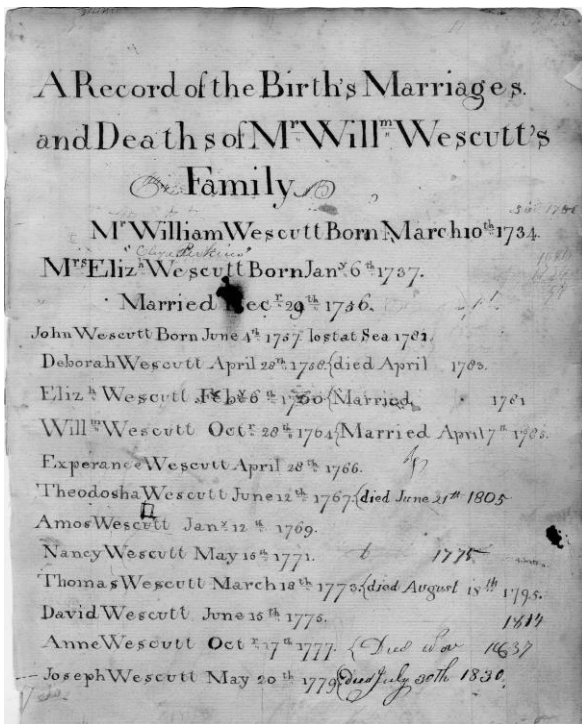 A Record of the Birth's Marriages.
and Deaths of Mr Willm Wescutt's
Family
Mr William Wescutt Born March 10th 1734.
"Eliza Perkins"
Mrs Elizh Wescutt Born Jany 6th 1737.
Married Decr 29th 1756.
John Wescutt Born June 4th 1757 lost at Sea 1781.
Deborah Wescutt April 28th 1758 {died April 1783.
Elizh Wescutt Feby 6th 1760 {Married, 1781
Willm Wescutt Octr 28th 1764 {Married April 7th 1785.
Experance Wescutt April 28th 1766.
Theodosha Wescutt June 12th 1767. {died June 21st 1805
Amos Wescutt Jany 12th 1769.
Nancy Wescutt May 15th 1771. 1775
Thomas Wescutt March 18th 1773. {died August 18th 1795.
David Wescutt June 15th 1775. 1814
Anne Wescutt Octr 17th 1777. {Died Nov 1837
Joseph Wescutt May 20th 1779 {died July 30th 1830.